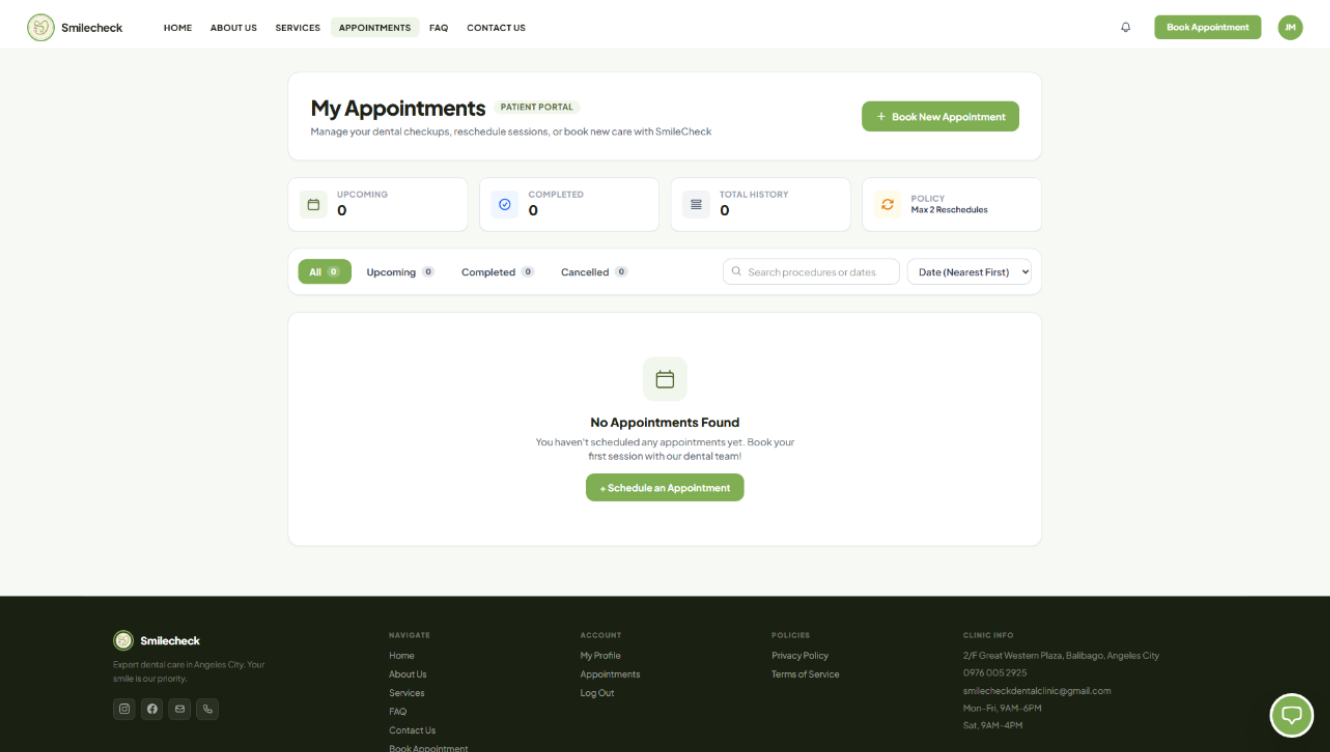 Smilecheck
HOME
ABOUT US
SERVICES
APPOINTMENTS
FAQ
CONTACT US
Book Appointment
JM
My Appointments
PATIENT PORTAL
Manage your dental checkups, reschedule sessions, or book new care with SmileCheck
+ Book New Appointment
UPCOMING
0
COMPLETED
0
TOTAL HISTORY
0
POLICY
Max 2 Reschedules
All 0
Upcoming 0
Completed 0
Cancelled 0
Search procedures or dates
Date (Nearest First)
No Appointments Found
You haven't scheduled any appointments yet. Book your
first session with our dental team!
+ Schedule an Appointment
Smilecheck
Expert dental care in Angeles City. Your
smile is our priority.
NAVIGATE
Home
About Us
Services
FAQ
Contact Us
Book Appointment
ACCOUNT
My Profile
Appointments
Log Out
POLICIES
Privacy Policy
Terms of Service
CLINIC INFO
2/F Great Western Plaza, Balibago, Angeles City
0976 005 2925
smilecheckdentalclinic@gmail.com
Mon–Fri, 9AM–6PM
Sat, 9AM–4PM